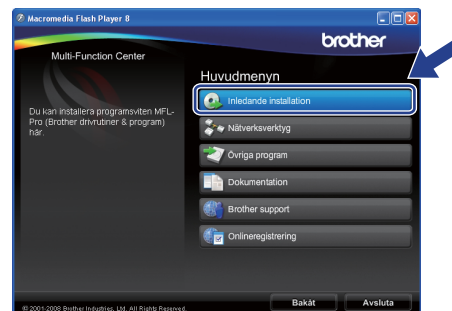 Macromedia Flash Player 8
brother
Multi-Function Center
Huvudmenyn
Du kan installera programsviten MFL-
Pro (Brother drivrutiner & program)
här.
Inledande installation
Nätverksverktyg
Övriga program
Dokumentation
Brother support
Onlineregistrering
© 2001-2008 Brother Industries, Ltd. All Rights Reserved.
Bakåt
Avsluta